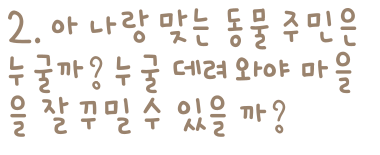 2. 아 나랑 맞는 동물 주민은
누굴까? 누굴 데려와야 마을
을 잘 꾸밀 수 있을 까?